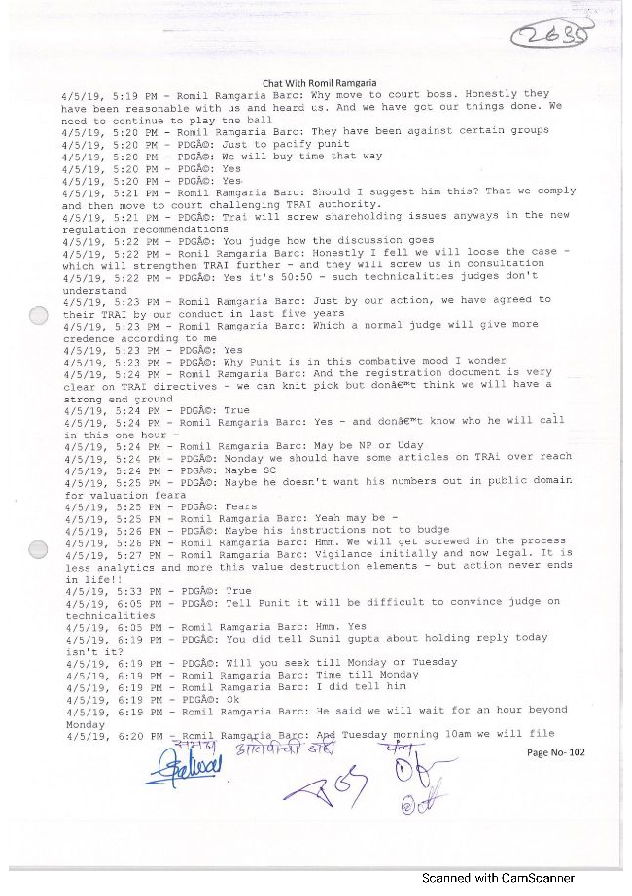 2635
Chat With Romil Ramgaria
4/5/19, 5:19 PM - Romil Ramgaria Barc: Why move to court boss. Honestly they
have been reasonable with us and heard us. And we have got our things done. We
need to continue to play the ball
4/5/19, 5:20 PM - Romil Ramgaria Barc: They have been against certain groups
4/5/19, 5:20 PM - PDGÃ©: Just to pacify punit
4/5/19, 5:20 PM - PDGÃ©: We will buy time that way
4/5/19, 5:20 PM - PDGÃ©: Yes
4/5/19, 5:20 PM - PDGÃ©: Yes
4/5/19, 5:21 PM - Romil Ramgaria Barc: Should I suggest him this? That we comply
and then move to court challenging TRAI authority.
4/5/19, 5:21 PM - PDGÃ©: Trai will screw shareholding issues anyways in the new
regulation recommendations
4/5/19, 5:22 PM - PDGÃ©: You judge how the discussion goes
4/5/19, 5:22 PM - Romil Ramgaria Barc: Honestly I fell we will loose the case -
which will strengthen TRAI further - and they will screw us in consultation
4/5/19, 5:22 PM - PDGÃ©: Yes it's 50:50 - such technicalities judges don't
understand
4/5/19, 5:23 PM - Romil Ramgaria Barc: Just by our action, we have agreed to
their TRAI by our conduct in last five years
4/5/19, 5:23 PM - Romil Ramgaria Barc: Which a normal judge will give more
credence according to me
4/5/19, 5:23 PM - PDGÃ©: Yes
4/5/19, 5:23 PM - PDGÃ©: Why Punit is in this combative mood I wonder
4/5/19, 5:24 PM - Romil Ramgaria Barc: And the registration document is very
clear on TRAI directives - we can knit pick but donâ€™t think we will have a
strong end ground
4/5/19, 5:24 PM - PDGÃ©: True
4/5/19, 5:24 PM - Romil Ramgaria Barc: Yes - and donâ€™t know who he will call
in this one hour -
4/5/19, 5:24 PM - Romil Ramgaria Barc: May be NP or Uday
4/5/19, 5:24 PM - PDGÃ©: Monday we should have some articles on TRAi over reach
4/5/19, 5:24 PM - PDGÃ©: Maybe SC
4/5/19, 5:25 PM - PDGÃ©: Maybe he doesn't want his numbers out in public domain
for valuation feara
4/5/19, 5:25 PM - PDGÃ©: Fears
4/5/19, 5:25 PM - Romil Ramgaria Barc: Yeah may be -
4/5/19, 5:26 PM - PDGÃ©: Maybe his instructions not to budge
4/5/19, 5:26 PM - Romil Ramgaria Barc: Hmm. We will get screwed in the process
4/5/19, 5:27 PM - Romil Ramgaria Barc: Vigilance initially and now legal. It is
less analytics and more this value destruction elements - but action never ends
in life!!
4/5/19, 5:33 PM - PDGÃ©: True
4/5/19, 6:05 PM - PDGÃ©: Tell Punit it will be difficult to convince judge on
technicalities
4/5/19, 6:05 PM - Romil Ramgaria Barc: Hmm. Yes
4/5/19, 6:19 PM - PDGÃ©: You did tell Sunil gupta about holding reply today
isn't it?
4/5/19, 6:19 PM - PDGÃ©: Will you seek till Monday or Tuesday
4/5/19, 6:19 PM - Romil Ramgaria Barc: Time till Monday
4/5/19, 6:19 PM - Romil Ramgaria Barc: I did tell him
4/5/19, 6:19 PM - PDGÃ©: Ok
4/5/19, 6:19 PM - Romil Ramgaria Barc: He said we will wait for an hour beyond
Monday
4/5/19, 6:20 PM - Romil Ramgaria Barc: And Tuesday morning 10am we will file
Page No- 102
Scanned with CamScanner